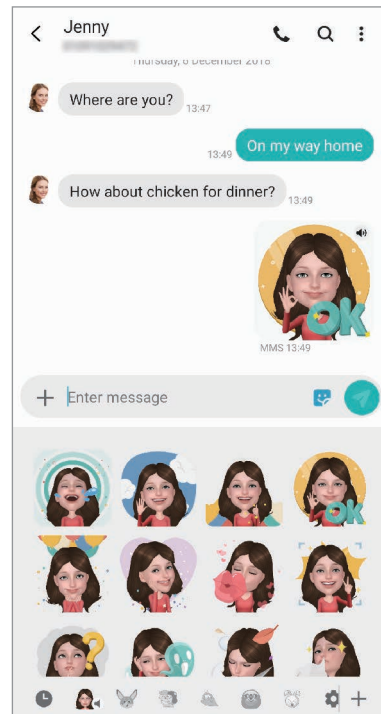 Jenny
Thursday, 6 December 2018
Where are you?
13:47
On my way home
13:49
How about chicken for dinner?
13:49
OK
MMS 13:49
Enter message
OK